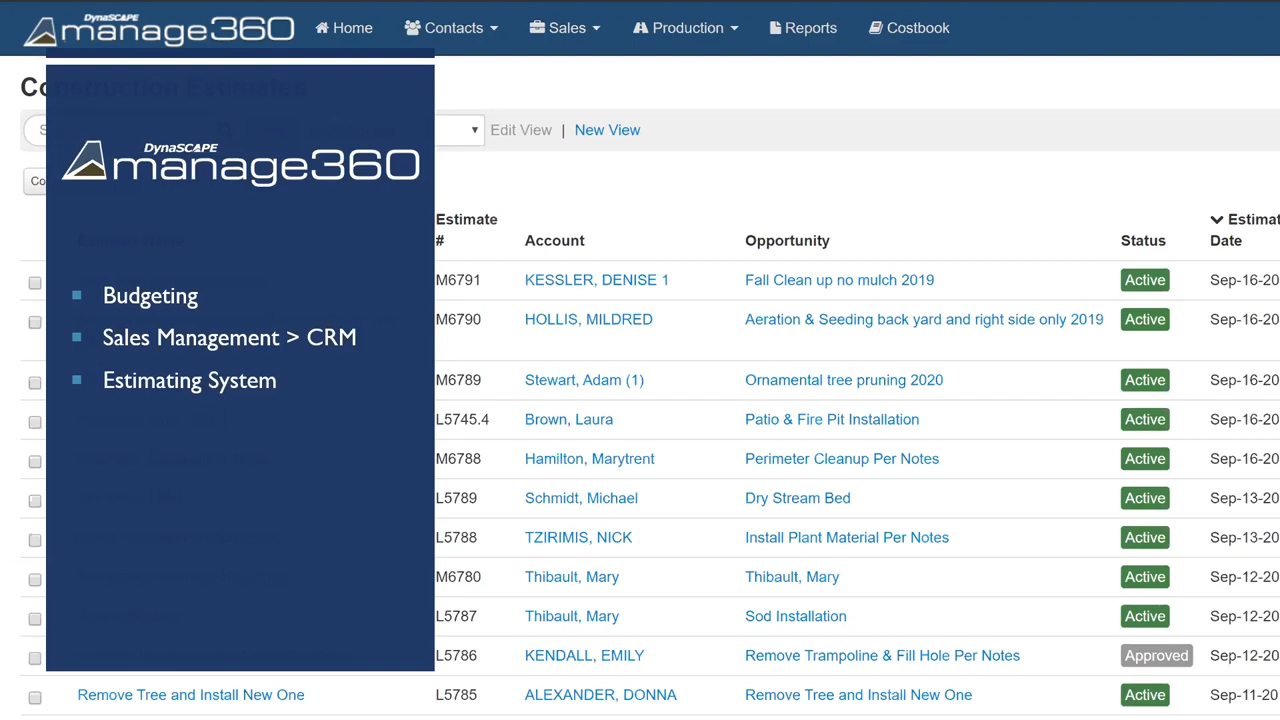 DynaSCAPE
manage360
Home
Contacts
Sales
Production
Reports
Costbook
Construction Estimates
S
Edit View | New View
Co
DynaSCAPE
manage360
Budgeting
Sales Management > CRM
Estimating System
Estimate # Account Opportunity Status Estimat Date
M6791 KESSLER, DENISE 1 Fall Clean up no mulch 2019 Active Sep-16-20
M6790 HOLLIS, MILDRED Aeration & Seeding back yard and right side only 2019 Active Sep-16-20
M6789 Stewart, Adam (1) Ornamental tree pruning 2020 Active Sep-16-20
L5745.4 Brown, Laura Patio & Fire Pit Installation Active Sep-16-20
M6788 Hamilton, Marytrent Perimeter Cleanup Per Notes Active Sep-16-20
L5789 Schmidt, Michael Dry Stream Bed Active Sep-13-20
L5788 TZIRIMIS, NICK Install Plant Material Per Notes Active Sep-13-20
M6780 Thibault, Mary Thibault, Mary Active Sep-12-20
L5787 Thibault, Mary Sod Installation Active Sep-12-20
L5786 KENDALL, EMILY Remove Trampoline & Fill Hole Per Notes Approved Sep-12-20
Remove Tree and Install New One L5785 ALEXANDER, DONNA Remove Tree and Install New One Active Sep-11-20